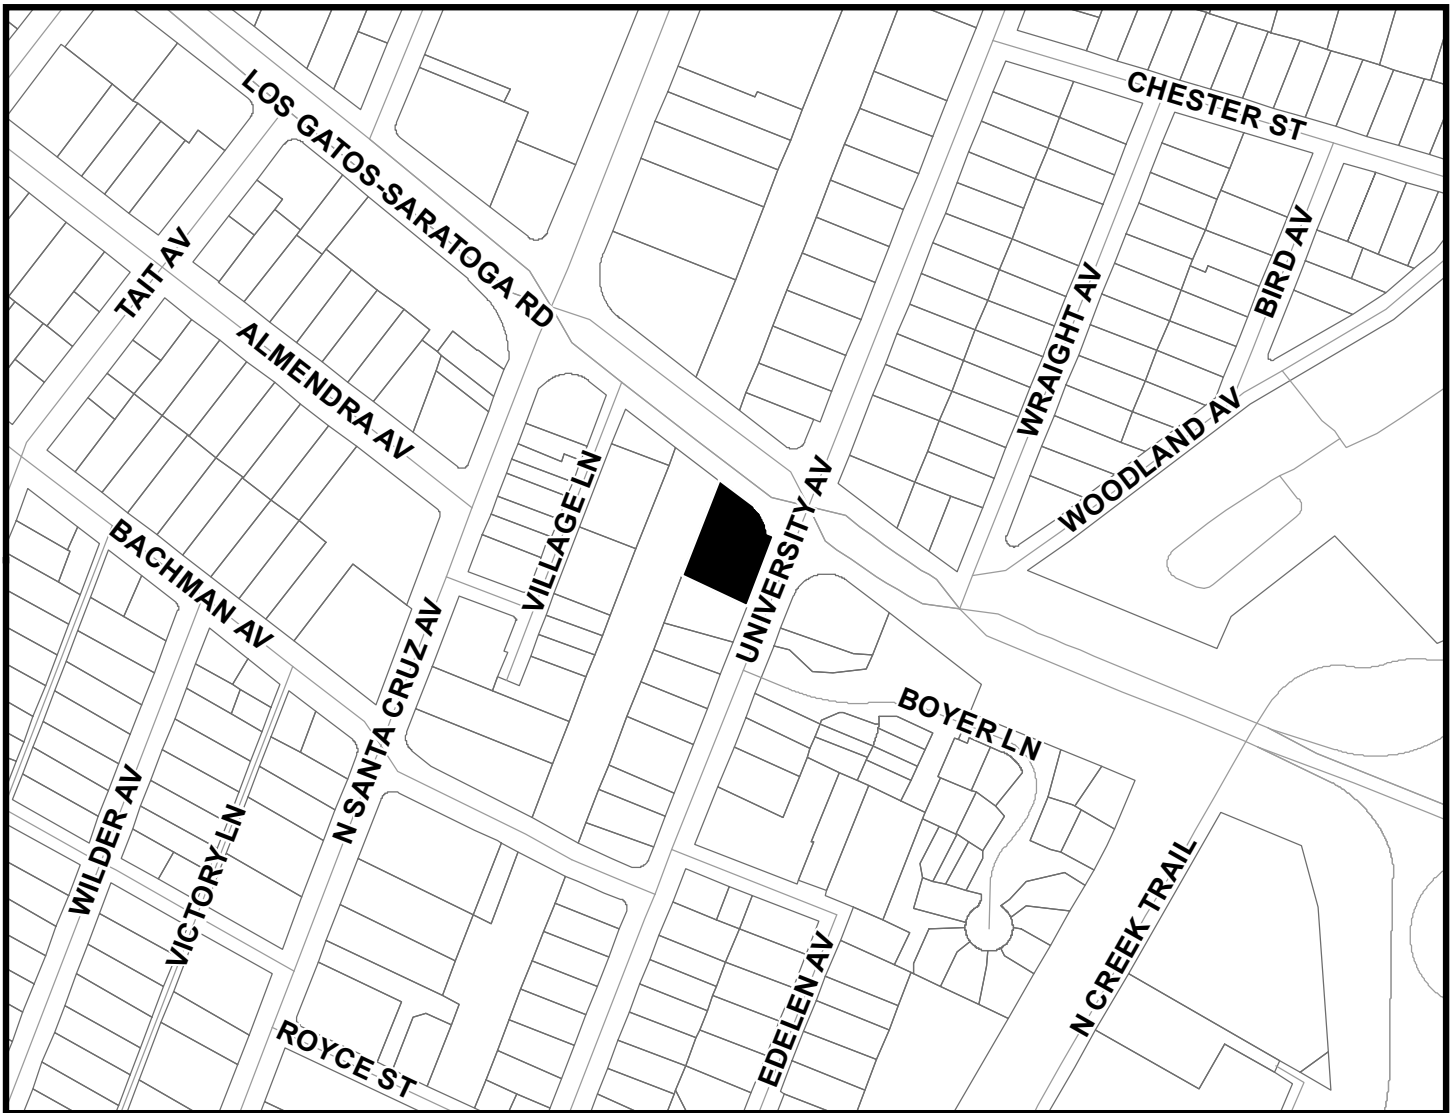 CHESTER ST
LOS GATOS-SARATOGA RD
TAIT AV
BIRD AV
WRAIGHT AV
ALMENDRA AV
WOODLAND AV
VILLAGE LN
UNIVERSITY AV
BACHMAN AV
N SANTA CRUZ AV
BOYER LN
WILDER AV
VICTORY LN
N CREEK TRAIL
EDELEN AV
ROYCE ST